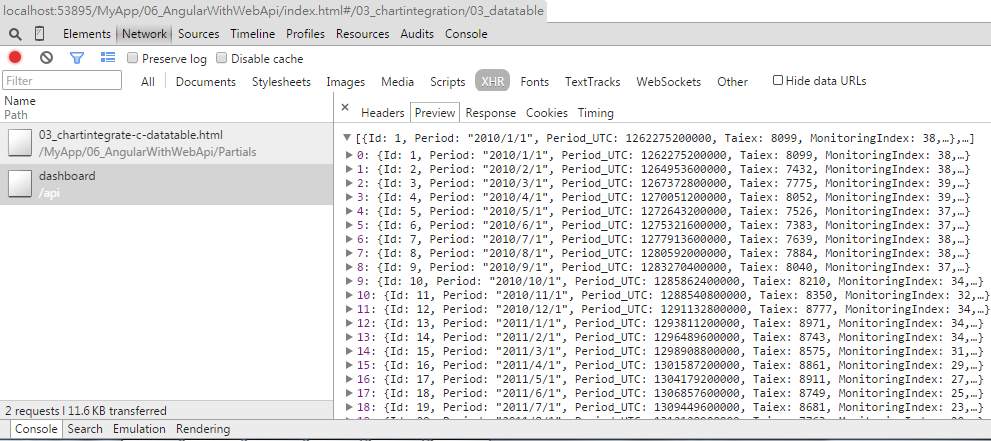 localhost:53895/MyApp/06_AngularWithWebApi/index.html#/03_chartintegration/03_datatable
Elements Network Sources Timeline Profiles Resources Audits Console
Preserve log Disable cache
Filter All Documents Stylesheets Images Media Scripts XHR Fonts TextTracks WebSockets Other Hide data URLs
Name
Path
03_chartintegrate-c-datatable.html
/MyApp/06_AngularWithWebApi/Partials
dashboard
/api
2 requests | 11.6 KB transferred
× Headers Preview Response Cookies Timing
▼[{Id: 1, Period: "2010/1/1", Period_UTC: 1262275200000, Taiex: 8099, MonitoringIndex: 38,…},…]
▶ 0: {Id: 1, Period: "2010/1/1", Period_UTC: 1262275200000, Taiex: 8099, MonitoringIndex: 38,…}
▶ 1: {Id: 2, Period: "2010/2/1", Period_UTC: 1264953600000, Taiex: 7432, MonitoringIndex: 38,…}
▶ 2: {Id: 3, Period: "2010/3/1", Period_UTC: 1267372800000, Taiex: 7775, MonitoringIndex: 39,…}
▶ 3: {Id: 4, Period: "2010/4/1", Period_UTC: 1270051200000, Taiex: 8052, MonitoringIndex: 39,…}
▶ 4: {Id: 5, Period: "2010/5/1", Period_UTC: 1272643200000, Taiex: 7526, MonitoringIndex: 37,…}
▶ 5: {Id: 6, Period: "2010/6/1", Period_UTC: 1275321600000, Taiex: 7383, MonitoringIndex: 37,…}
▶ 6: {Id: 7, Period: "2010/7/1", Period_UTC: 1277913600000, Taiex: 7639, MonitoringIndex: 38,…}
▶ 7: {Id: 8, Period: "2010/8/1", Period_UTC: 1280592000000, Taiex: 7884, MonitoringIndex: 38,…}
▶ 8: {Id: 9, Period: "2010/9/1", Period_UTC: 1283270400000, Taiex: 8040, MonitoringIndex: 37,…}
▶ 9: {Id: 10, Period: "2010/10/1", Period_UTC: 1285862400000, Taiex: 8210, MonitoringIndex: 34,…}
▶ 10: {Id: 11, Period: "2010/11/1", Period_UTC: 1288540800000, Taiex: 8350, MonitoringIndex: 32,…}
▶ 11: {Id: 12, Period: "2010/12/1", Period_UTC: 1291132800000, Taiex: 8777, MonitoringIndex: 34,…}
▶ 12: {Id: 13, Period: "2011/1/1", Period_UTC: 1293811200000, Taiex: 8971, MonitoringIndex: 34,…}
▶ 13: {Id: 14, Period: "2011/2/1", Period_UTC: 1296489600000, Taiex: 8743, MonitoringIndex: 34,…}
▶ 14: {Id: 15, Period: "2011/3/1", Period_UTC: 1298908800000, Taiex: 8575, MonitoringIndex: 31,…}
▶ 15: {Id: 16, Period: "2011/4/1", Period_UTC: 1301587200000, Taiex: 8861, MonitoringIndex: 29,…}
▶ 16: {Id: 17, Period: "2011/5/1", Period_UTC: 1304179200000, Taiex: 8911, MonitoringIndex: 27,…}
▶ 17: {Id: 18, Period: "2011/6/1", Period_UTC: 1306857600000, Taiex: 8749, MonitoringIndex: 25,…}
▶ 18: {Id: 19, Period: "2011/7/1", Period_UTC: 1309449600000, Taiex: 8681, MonitoringIndex: 23,…}
Console Search Emulation Rendering